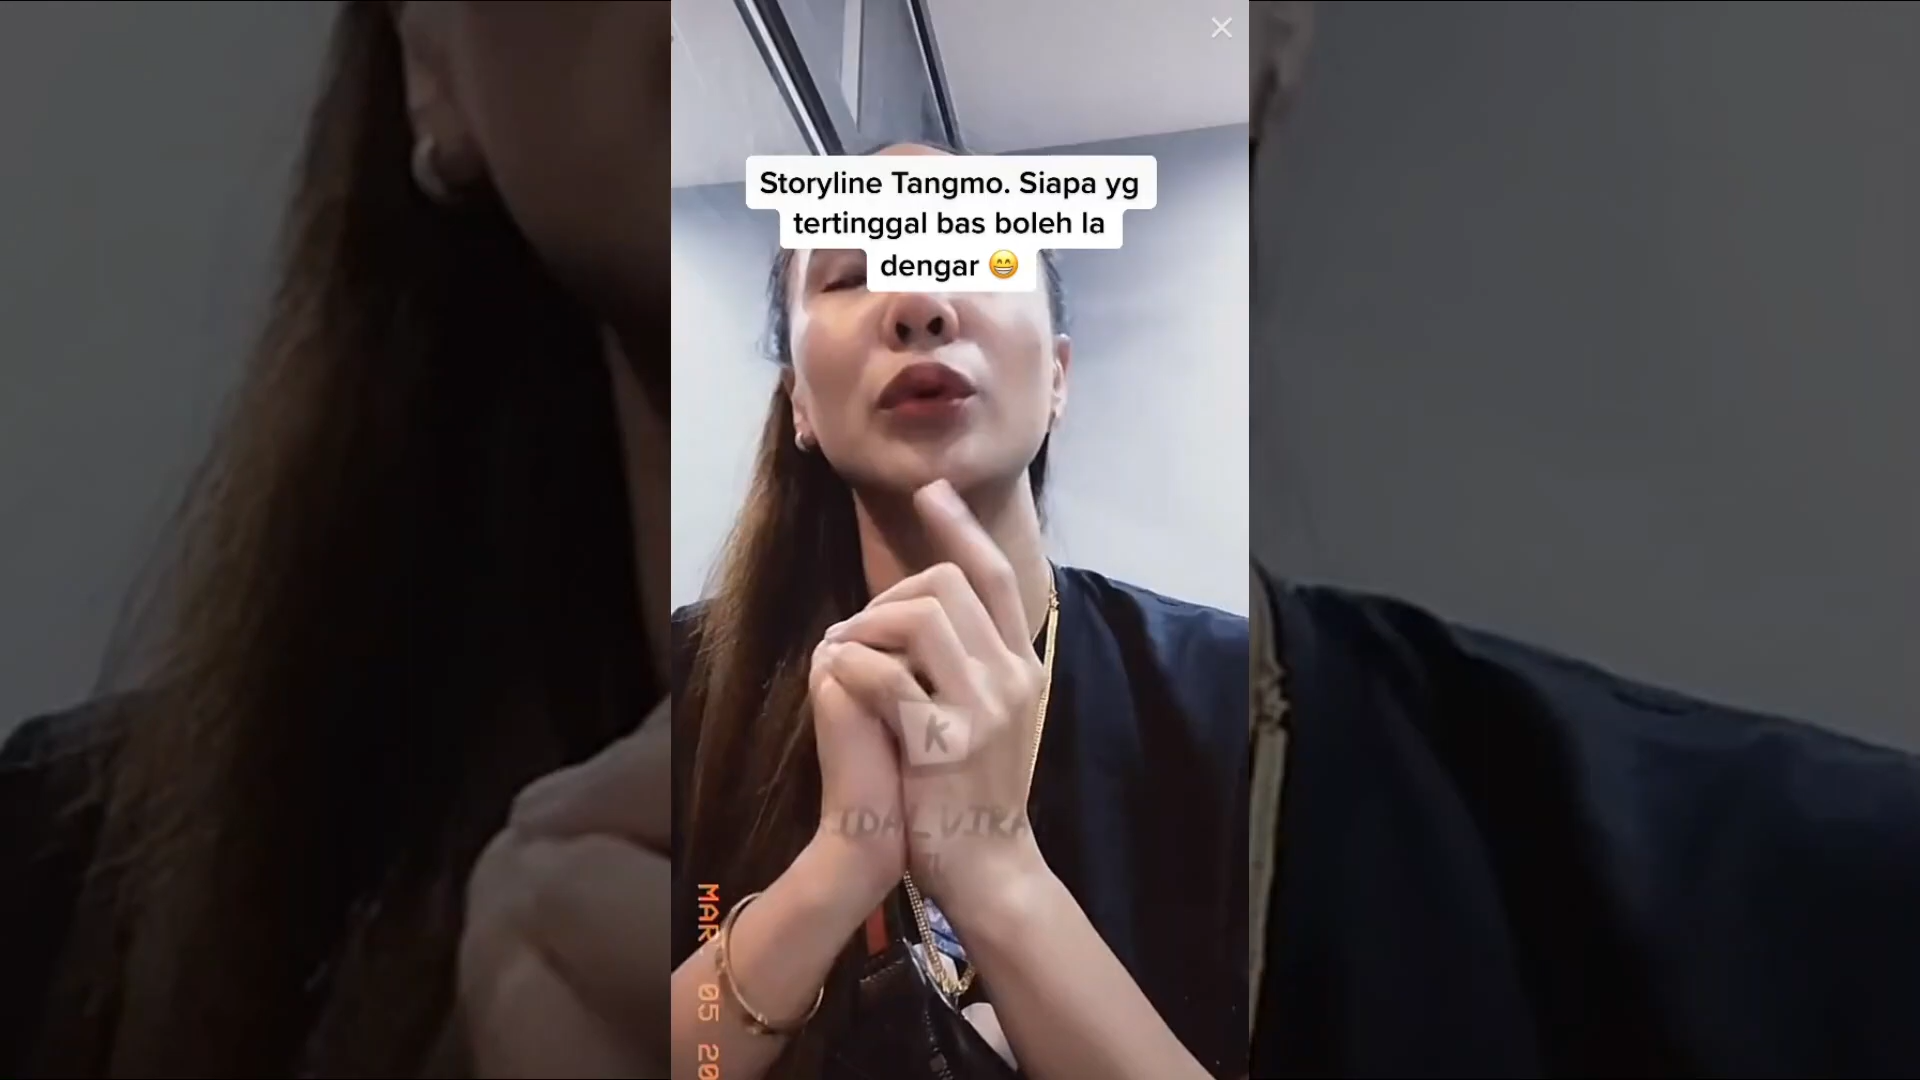 Storyline Tangmo. Siapa yg
tertinggal bas boleh la
dengar 😁
K
MAR 05 20